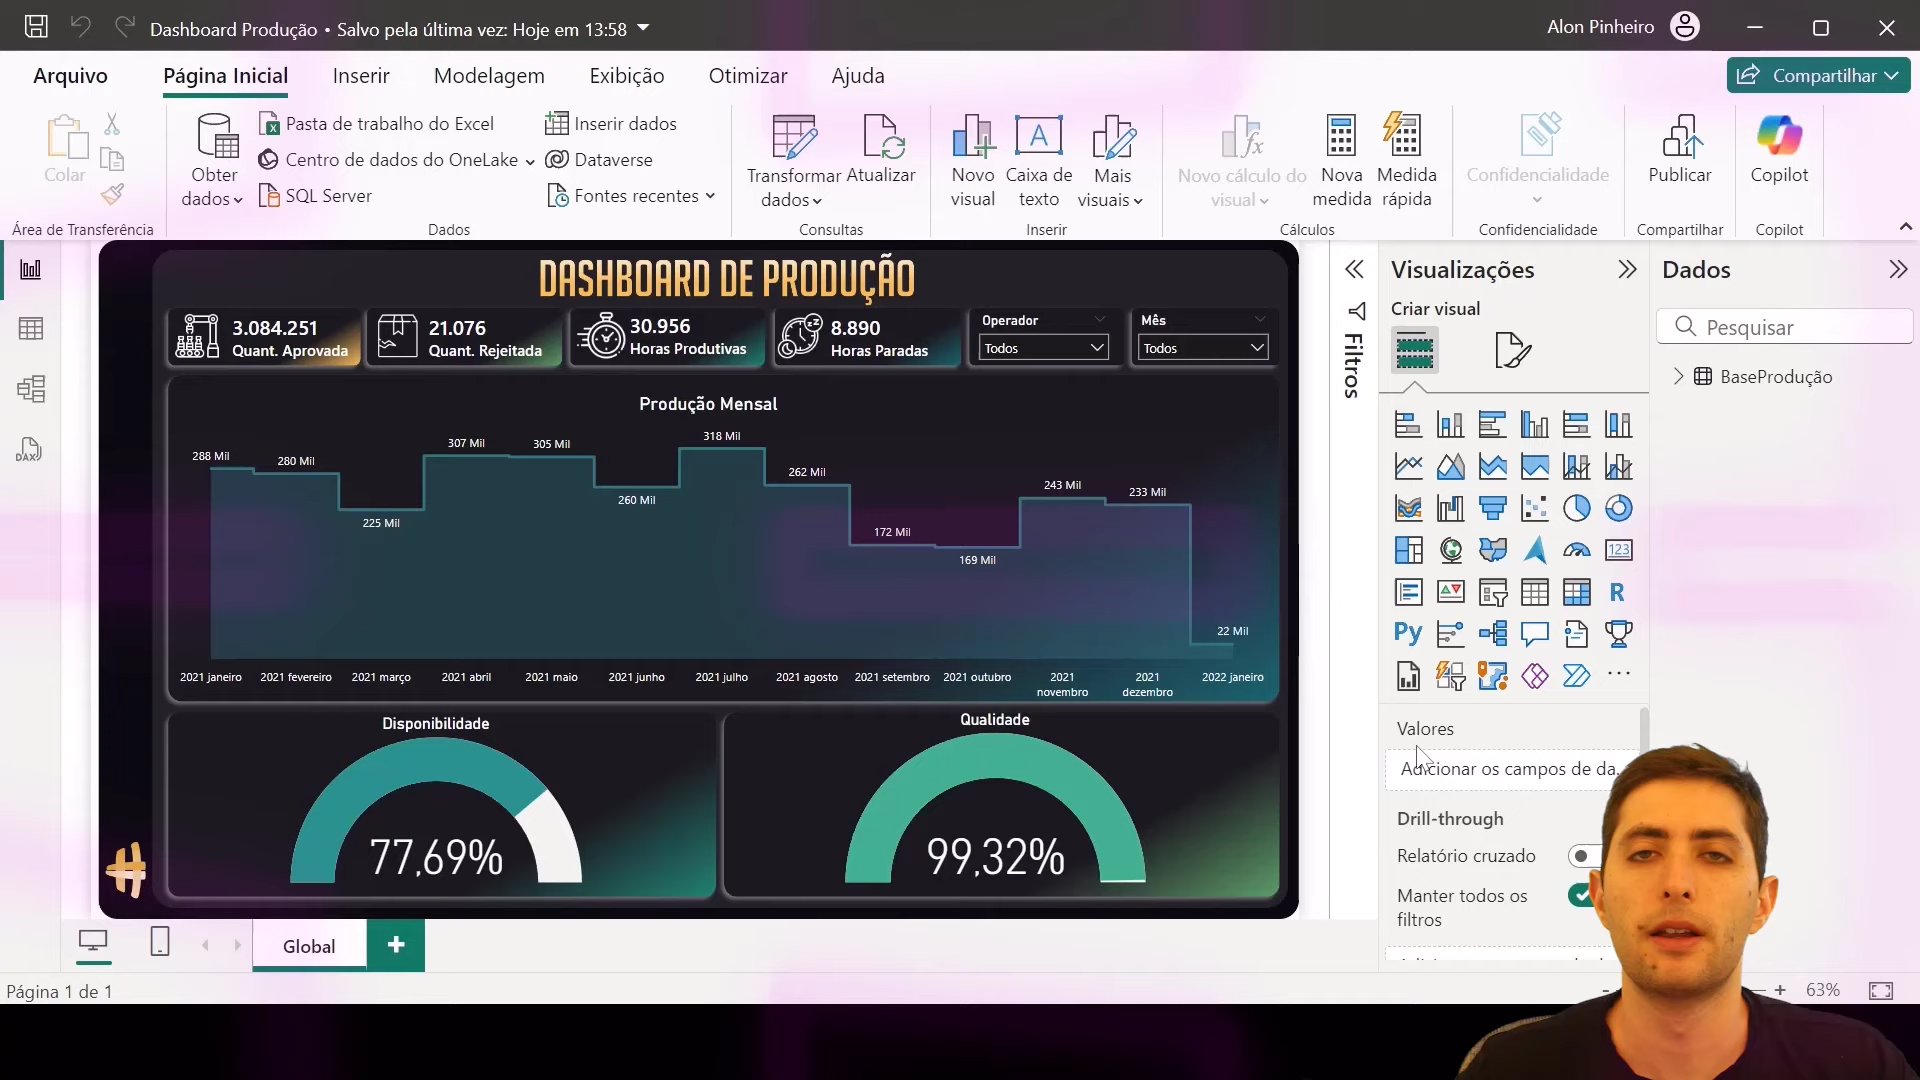 Dashboard Produção • Salvo pela última vez: Hoje em 13:58
Alon Pinheiro
Arquivo
Página Inicial
Inserir
Modelagem
Exibição
Otimizar
Ajuda
Compartilhar
Colar
Obter
dados
Pasta de trabalho do Excel
Centro de dados do OneLake
SQL Server
Inserir dados
Dataverse
Fontes recentes
Transformar
dados
Atualizar
Novo
visual
A
Caixa de
texto
Mais
visuais
Novo cálculo do
visual
Nova
medida
Medida
rápida
Confidencialidade
Publicar
Copilot
Área de Transferência
Dados
Consultas
Inserir
Cálculos
Confidencialidade
Compartilhar
Copilot
DAX
DASHBOARD DE PRODUÇÃO
3.084.251
Quant. Aprovada
21.076
Quant. Rejeitada
30.956
Horas Produtivas
8.890
Horas Paradas
Operador
Todos
Mês
Todos
Produção Mensal
288 Mil
280 Mil
225 Mil
307 Mil
305 Mil
260 Mil
318 Mil
262 Mil
172 Mil
169 Mil
243 Mil
233 Mil
22 Mil
2021 janeiro
2021 fevereiro
2021 março
2021 abril
2021 maio
2021 junho
2021 julho
2021 agosto
2021 setembro
2021 outubro
2021
novembro
2021
dezembro
2022 janeiro
Disponibilidade
77,69%
Qualidade
99,32%
Filtros
Visualizações
Criar visual
123
R
Py
Valores
Adicionar os campos de da...
Drill-through
Relatório cruzado
Manter todos os
filtros
Dados
Pesquisar
BaseProdução
Global
Página 1 de 1
63%